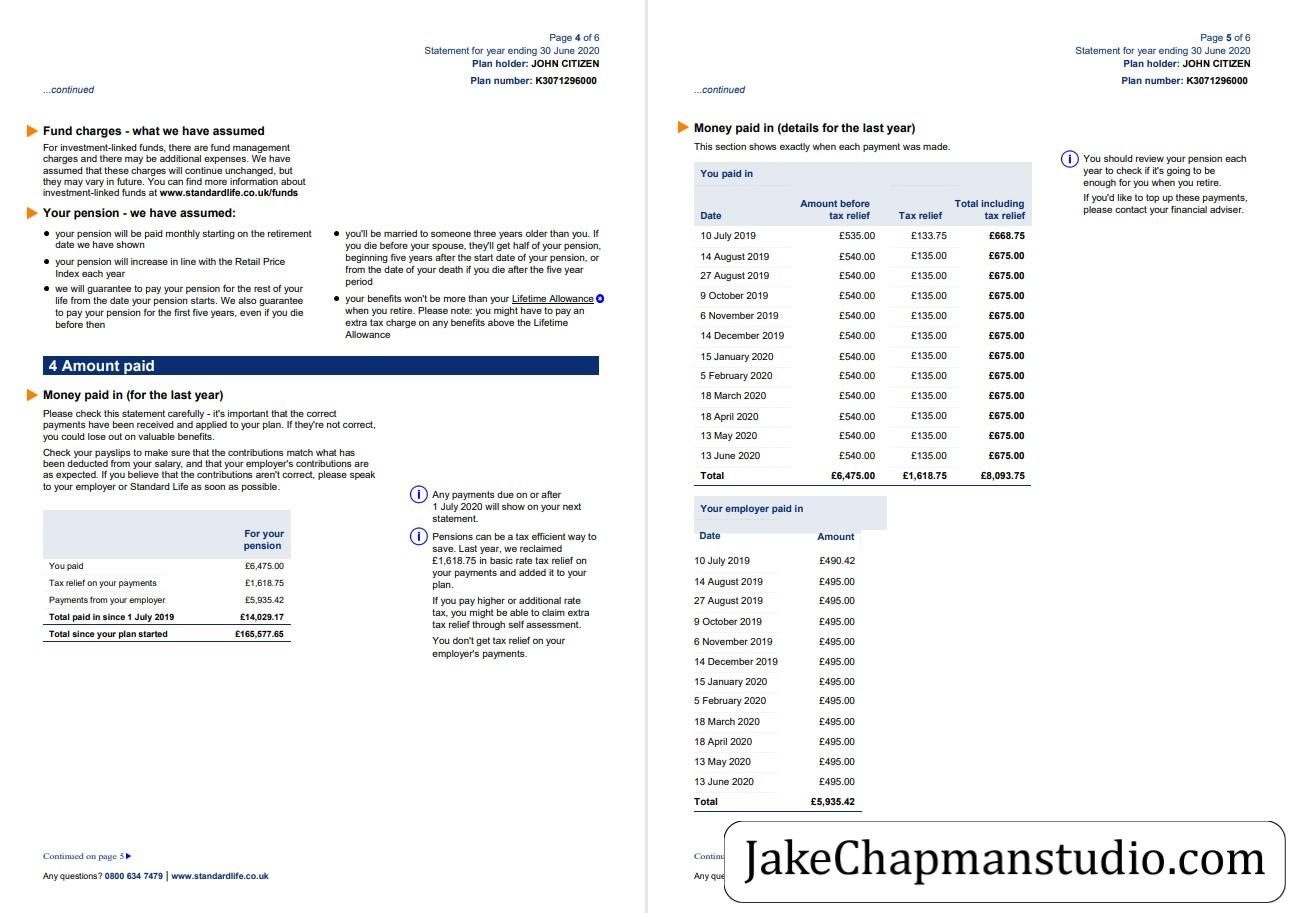 Page 4 of 6
Statement for year ending 30 June 2020
Plan holder: JOHN CITIZEN
Plan number: K3071296000
...continued
Fund charges - what we have assumed
For investment-linked funds, there are fund management
charges and there may be additional expenses. We have
assumed that these charges will continue unchanged, but
they may vary in future. You can find more information about
investment-linked funds at www.standardlife.co.uk/funds
Your pension - we have assumed:
your pension will be paid monthly starting on the retirement
date we have shown
your pension will increase in line with the Retail Price
Index each year
we will guarantee to pay your pension for the rest of your
life from the date your pension starts. We also guarantee
to pay your pension for the first five years, even if you die
before then
you'll be married to someone three years older than you. If
you die before your spouse, they'll get half of your pension,
beginning five years after the start date of your pension, or
from the date of your death if you die after the five year
period
your benefits won't be more than your Lifetime Allowance
when you retire. Please note: you might have to pay an
extra tax charge on any benefits above the Lifetime
Allowance
4 Amount paid
Money paid in (for the last year)
Please check this statement carefully - it's important that the correct
payments have been received and applied to your plan. If they're not correct,
you could lose out on valuable benefits.
Check your payslips to make sure that the contributions match what has
been deducted from your salary, and that your employer's contributions are
as expected. If you believe that the contributions aren't correct, please speak
to your employer or Standard Life as soon as possible.
For your
pension
You paid £6,475.00
Tax relief on your payments £1,618.75
Payments from your employer £5,935.42
Total paid in since 1 July 2019 £14,029.17
Total since your plan started £165,577.65
Any payments due on or after
1 July 2020 will show on your next
statement.
Pensions can be a tax efficient way to
save. Last year, we reclaimed
£1,618.75 in basic rate tax relief on
your payments and added it to your
plan.
If you pay higher or additional rate
tax, you might be able to claim extra
tax relief through self assessment.
You don't get tax relief on your
employer's payments.
Continued on page 5
Any questions? 0800 634 7479 | www.standardlife.co.uk
Page 5 of 6
Statement for year ending 30 June 2020
Plan holder: JOHN CITIZEN
Plan number: K3071296000
...continued
Money paid in (details for the last year)
This section shows exactly when each payment was made.
You paid in
Amount before Total including
Date tax relief Tax relief tax relief
10 July 2019 £535.00 £133.75 £668.75
14 August 2019 £540.00 £135.00 £675.00
27 August 2019 £540.00 £135.00 £675.00
9 October 2019 £540.00 £135.00 £675.00
6 November 2019 £540.00 £135.00 £675.00
14 December 2019 £540.00 £135.00 £675.00
15 January 2020 £540.00 £135.00 £675.00
5 February 2020 £540.00 £135.00 £675.00
18 March 2020 £540.00 £135.00 £675.00
18 April 2020 £540.00 £135.00 £675.00
13 May 2020 £540.00 £135.00 £675.00
13 June 2020 £540.00 £135.00 £675.00
Total £6,475.00 £1,618.75 £8,093.75
You should review your pension each
year to check if it's going to be
enough for you when you retire.
If you'd like to top up these payments,
please contact your financial adviser.
Your employer paid in
Date Amount
10 July 2019 £490.42
14 August 2019 £495.00
27 August 2019 £495.00
9 October 2019 £495.00
6 November 2019 £495.00
14 December 2019 £495.00
15 January 2020 £495.00
5 February 2020 £495.00
18 March 2020 £495.00
18 April 2020 £495.00
13 May 2020 £495.00
13 June 2020 £495.00
Total £5,935.42
JakeChapmanstudio.com